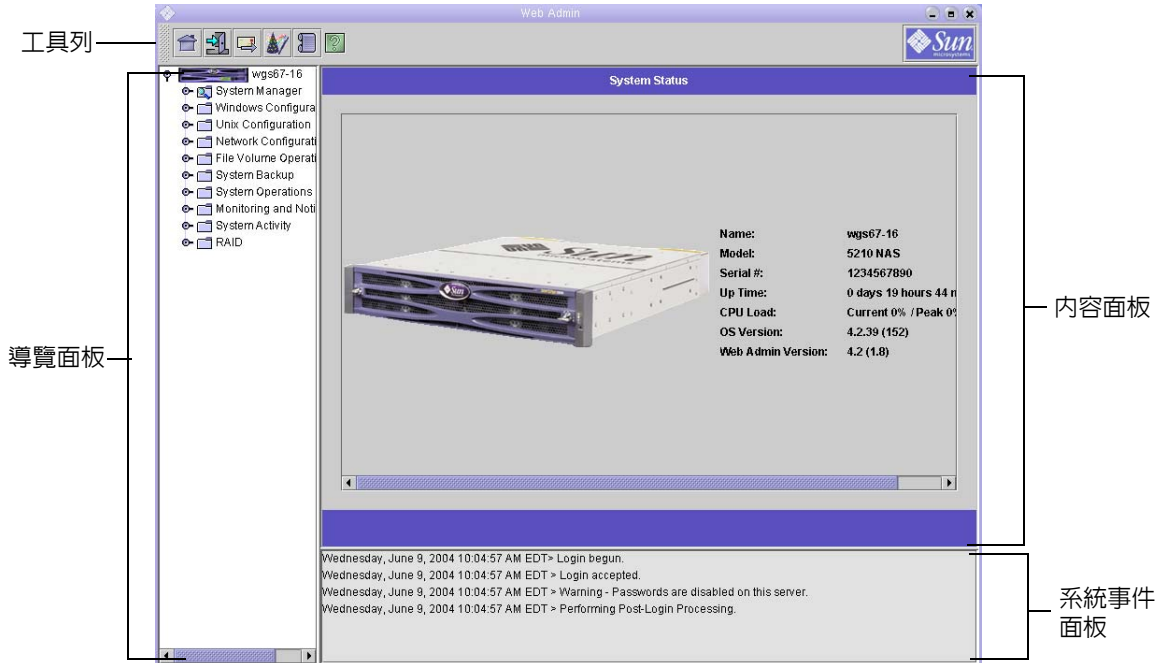 Web Admin
工具列
Sun
microsystems
wgs67-16
System Manager
Windows Configura
Unix Configuration
Network Configurati
File Volume Operati
System Backup
System Operations
Monitoring and Noti
System Activity
RAID
導覽面板
System Status
Sun
microsystems
Sun
Name: wgs67-16
Model: 5210 NAS
Serial #: 1234567890
Up Time: 0 days 19 hours 44
CPU Load: Current 0% / Peak 0%
OS Version: 4.2.39 (152)
Web Admin Version: 4.2 (1.8)
內容面板
Wednesday, June 9, 2004 10:04:57 AM EDT> Login begun.
Wednesday, June 9, 2004 10:04:57 AM EDT > Login accepted.
Wednesday, June 9, 2004 10:04:57 AM EDT > Warning - Passwords are disabled on this server.
Wednesday, June 9, 2004 10:04:57 AM EDT > Performing Post-Login Processing.
系統事件
面板